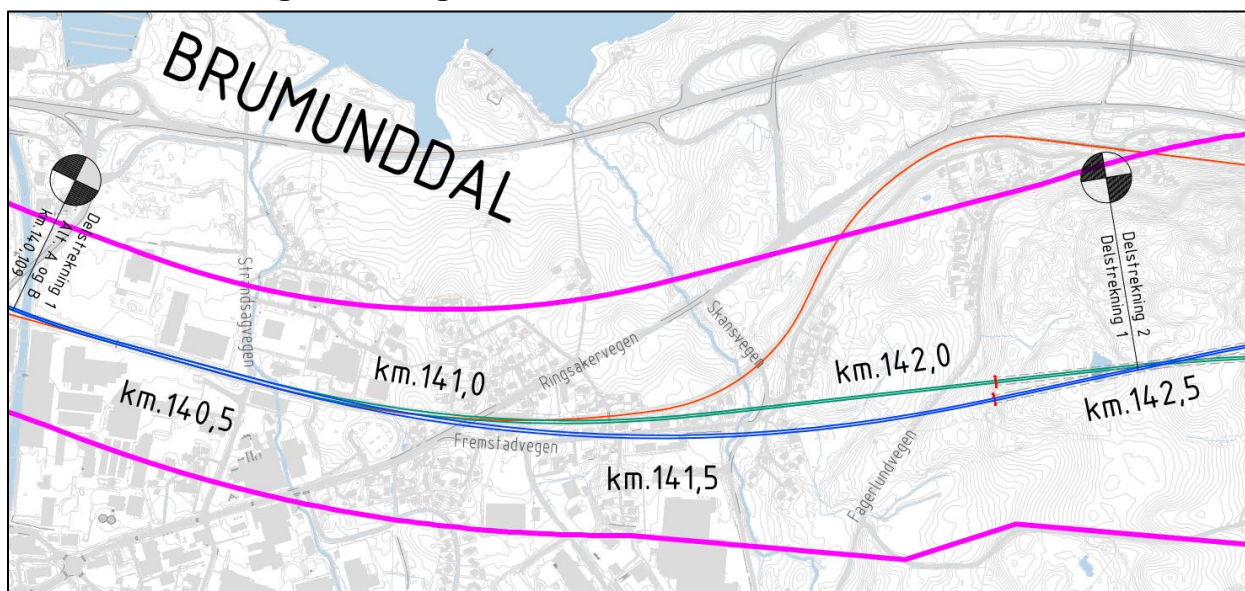 BRUMUNDDAL
Delstrekning 1
Alt. A og B
km.140,109
Strandsagvegen
km.140,5
km.141,0
Ringsakervegen
Fremstadvegen
km.141,5
Skansvegen
km.142,0
Fagerlundvegen
Delstrekning 2
Delstrekning 1
km.142,5